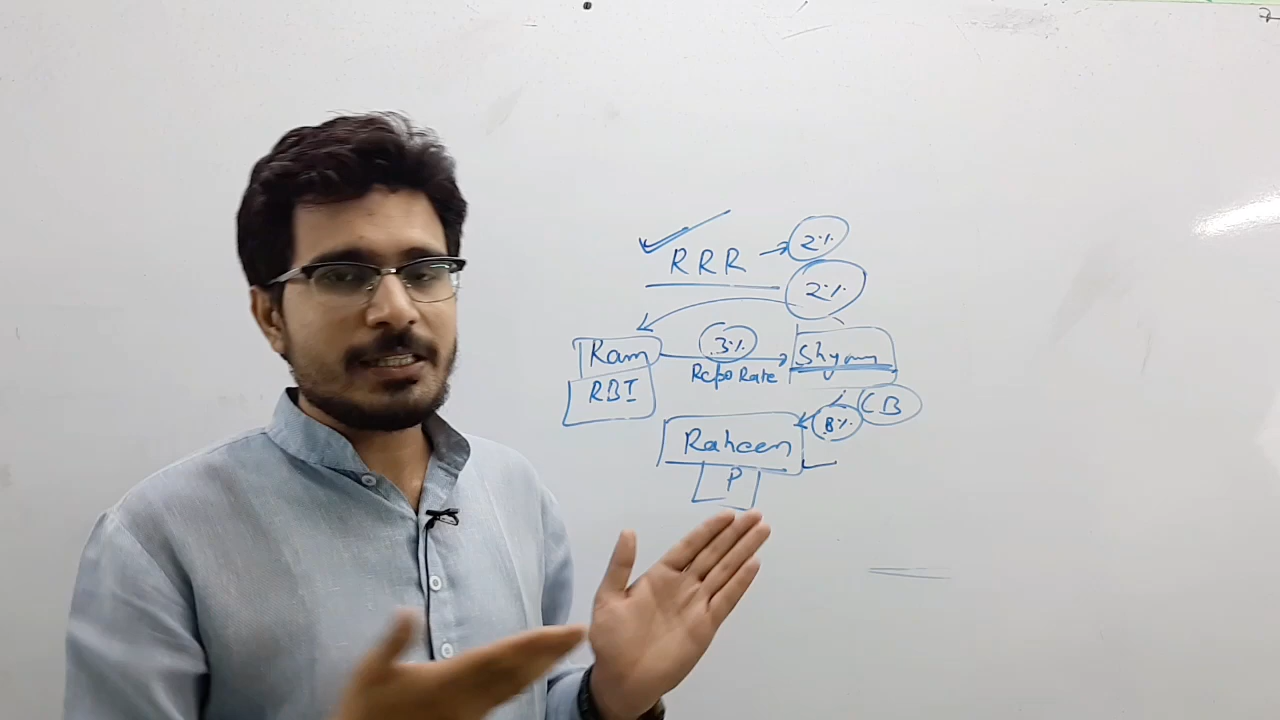 RRR → 2%
2%
Ram 3% Shyam
Repo Rate
RBI CB
8%
Raheem
P